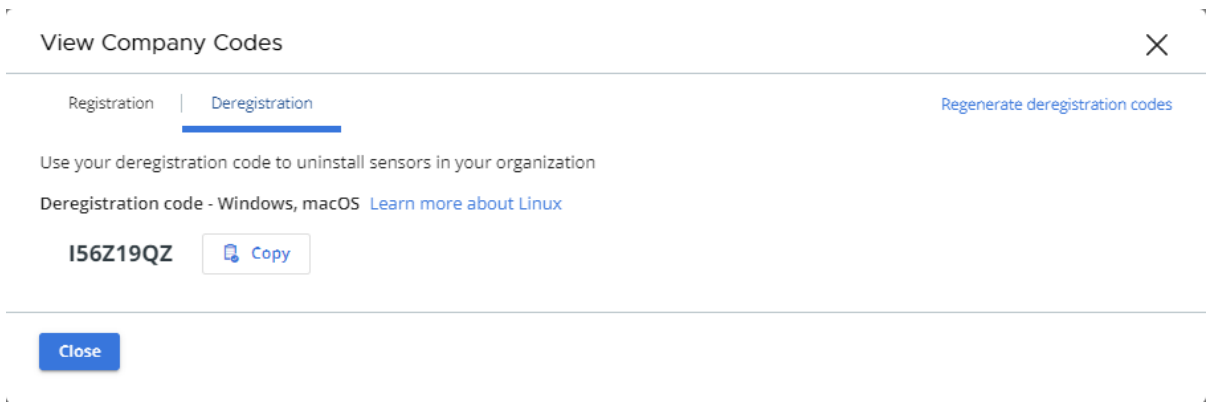 View Company Codes
Registration | Deregistration Regenerate deregistration codes
Use your deregistration code to uninstall sensors in your organization
Deregistration code - Windows, macOS Learn more about Linux
I56Z19QZ Copy
Close